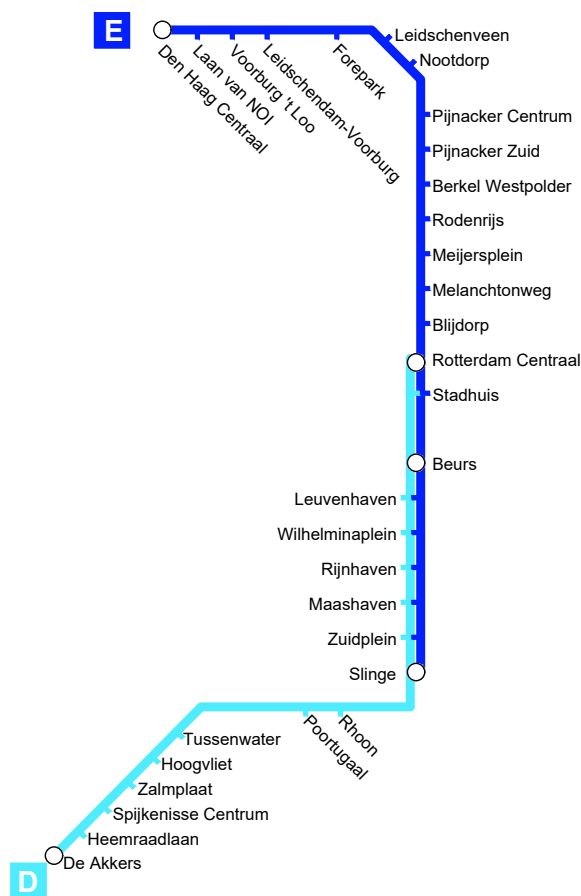 E
Den Haag Centraal
Laan van NOI
Voorburg 't Loo
Leidschendam-Voorburg
Forepark
Leidschenveen
Nootdorp
Pijnacker Centrum
Pijnacker Zuid
Berkel Westpolder
Rodenrijs
Meijersplein
Melanchtonweg
Blijdorp
Rotterdam Centraal
Stadhuis
Beurs
Leuvenhaven
Wilhelminaplein
Rijnhaven
Maashaven
Zuidplein
Slinge
Rhoon
Poortugaal
Tussenwater
Hoogvliet
Zalmplaat
Spijkenisse Centrum
Heemraadlaan
De Akkers
D